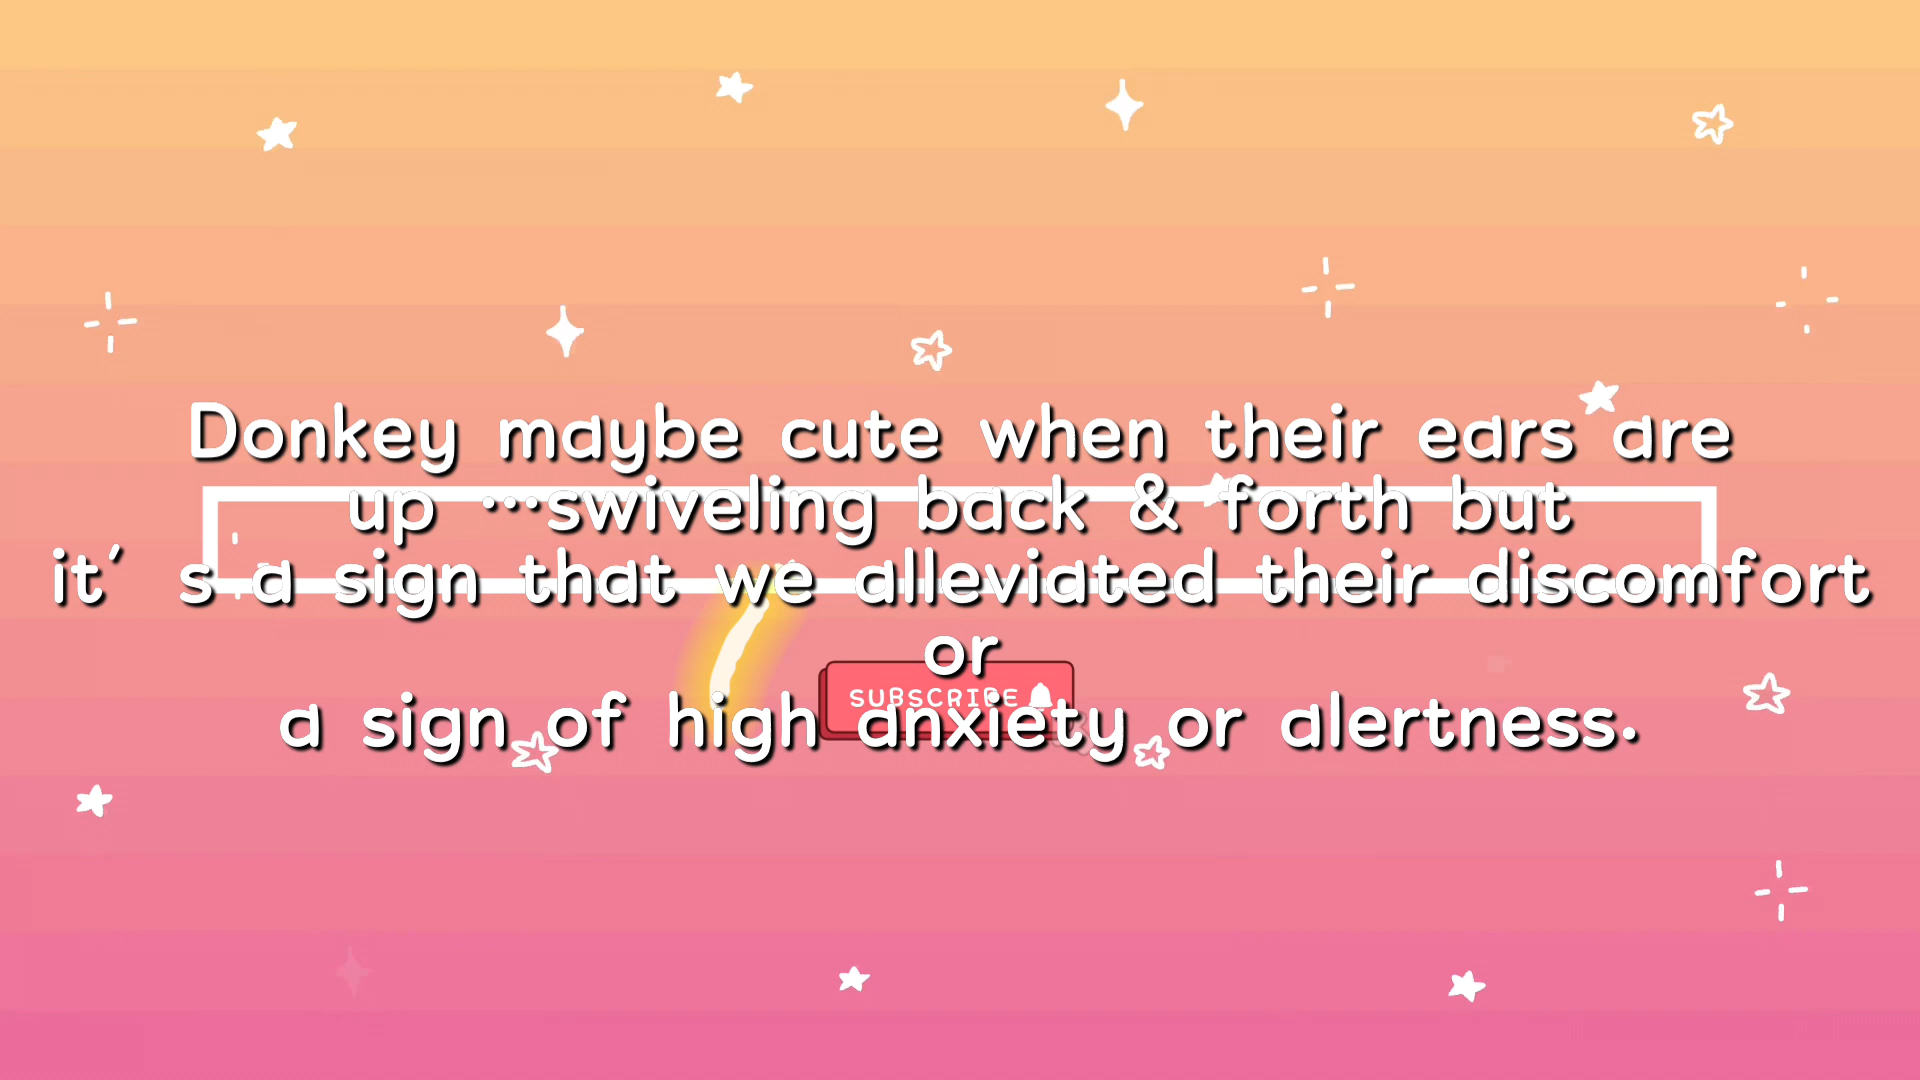 Donkey maybe cute when their ears are
up …swiveling back & forth but
it’s a sign that we alleviated their discomfort
or
SUBSCRIBE
a sign of high anxiety or alertness.